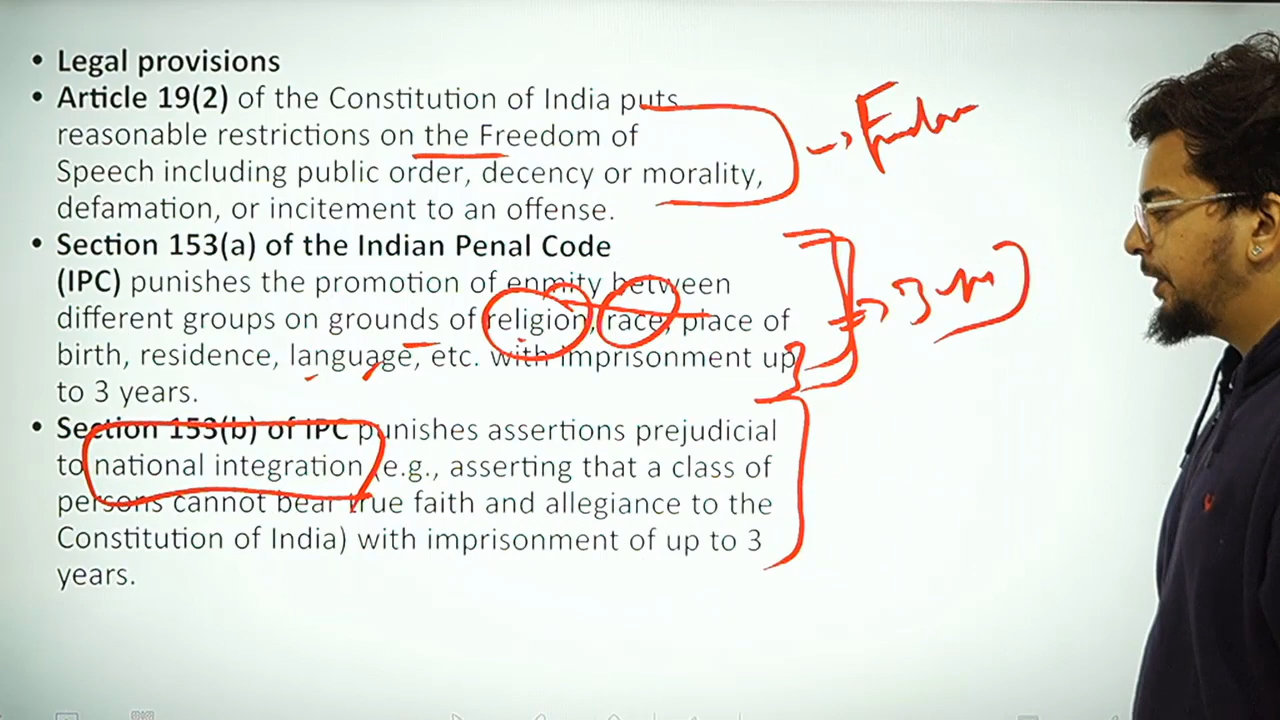 • Legal provisions
• Article 19(2) of the Constitution of India puts
reasonable restrictions on the Freedom of
Speech including public order, decency or morality,
defamation, or incitement to an offense.
• Section 153(a) of the Indian Penal Code
(IPC) punishes the promotion of enmity between
different groups on grounds of religion, race, place of
birth, residence, language, etc. with imprisonment up
to 3 years.
• Section 153(b) of IPC punishes assertions prejudicial
to national integration (e.g., asserting that a class of
persons cannot bear true faith and allegiance to the
Constitution of India) with imprisonment of up to 3
years.